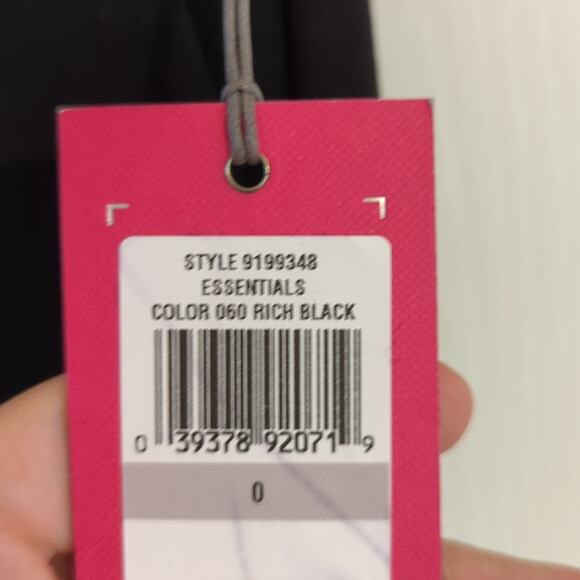 STYLE 9199348
ESSENTIALS
COLOR 060 RICH BLACK
0 39378 92071 9
0